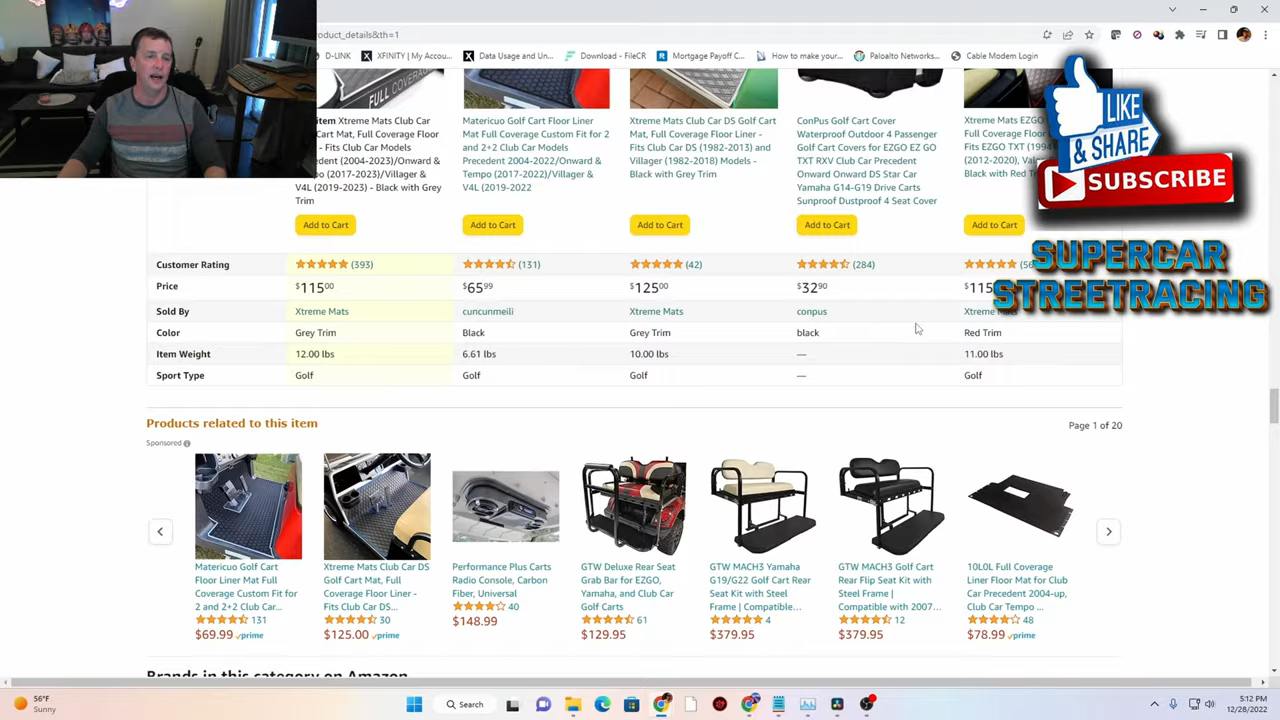 product_details&th=1
D-LINK
XFINITY | My Accou...
Data Usage and Un...
Download - FileCR
Mortgage Payoff C...
How to make your...
Paloalto Networks...
Cable Modem Login
FULL COVERAGE
item Xtreme Mats Club Car
Cart Mat, Full Coverage Floor
- Fits Club Car Models
Precedent (2004-2023)/Onward &
Tempo (2017-2023)/Villager &
V4L (2019-2023) - Black with Grey
Trim
Matericuo Golf Cart Floor Liner
Mat Full Coverage Custom Fit for 2
and 2+2 Club Car Models
Precedent 2004-2022/Onward &
Tempo 2017-2022/Villager &
V4L 2019-2022
Xtreme Mats Club Car DS Golf Cart
Mat, Full Coverage Floor Liner -
Fits Club Car DS (1982-2013) and
Villager (1982-2018) Models -
Black with Grey Trim
ConPus Golf Cart Cover
Waterproof Outdoor 4 Passenger
Golf Cart Covers for EZGO EZ GO
TXT RXV Club Car Precedent
Onward Onward DS Star Car
Yamaha G14-G19 Drive Carts
Sunproof Dustproof 4 Seat Cover
Xtreme Mats EZGO
Full Coverage Floor
Fits EZGO TXT (1994
(2012-2020), Val
Black with Red T
LIKE
& SHARE
SUBSCRIBE
SUPERCAR
STREETRACING
Add to Cart
Add to Cart
Add to Cart
Add to Cart
Add to Cart
Customer Rating
(393)
(131)
(42)
(284)
Price
$115.00
$65.99
$125.00
$32.90
$115
Sold By
Xtreme Mats
cuncunmeili
Xtreme Mats
conpus
Xtreme
Color
Grey Trim
Black
Grey Trim
black
Red Trim
Item Weight
12.00 lbs
6.61 lbs
10.00 lbs
—
11.00 lbs
Sport Type
Golf
Golf
Golf
—
Golf
Products related to this item
Page 1 of 20
Sponsored
Matericuo Golf Cart
Floor Liner Mat Full
Coverage Custom Fit for
2 and 2+2 Club Car...
131
$69.99 prime
Xtreme Mats Club Car DS
Golf Cart Mat, Full
Coverage Floor Liner -
Fits Club Car DS...
30
$125.00 prime
Performance Plus Carts
Radio Console, Carbon
Fiber, Universal
40
$148.99
GTW Deluxe Rear Seat
Grab Bar for EZGO,
Yamaha, and Club Car
Golf Carts
61
$129.95
GTW MACH3 Yamaha
G19/G22 Golf Cart Rear
Seat Kit with Steel
Frame | Compatible...
4
$379.95
GTW MACH3 Golf Cart
Rear Flip Seat Kit with
Steel Frame |
Compatible with 2007...
12
$379.95
10L0L Full Coverage
Liner Floor Mat for Club
Car Precedent 2004-up,
Club Car Tempo ...
48
$78.99 prime
Brands in this category on Amazon
56°F
Sunny
Search
5:12 PM
12/28/2022